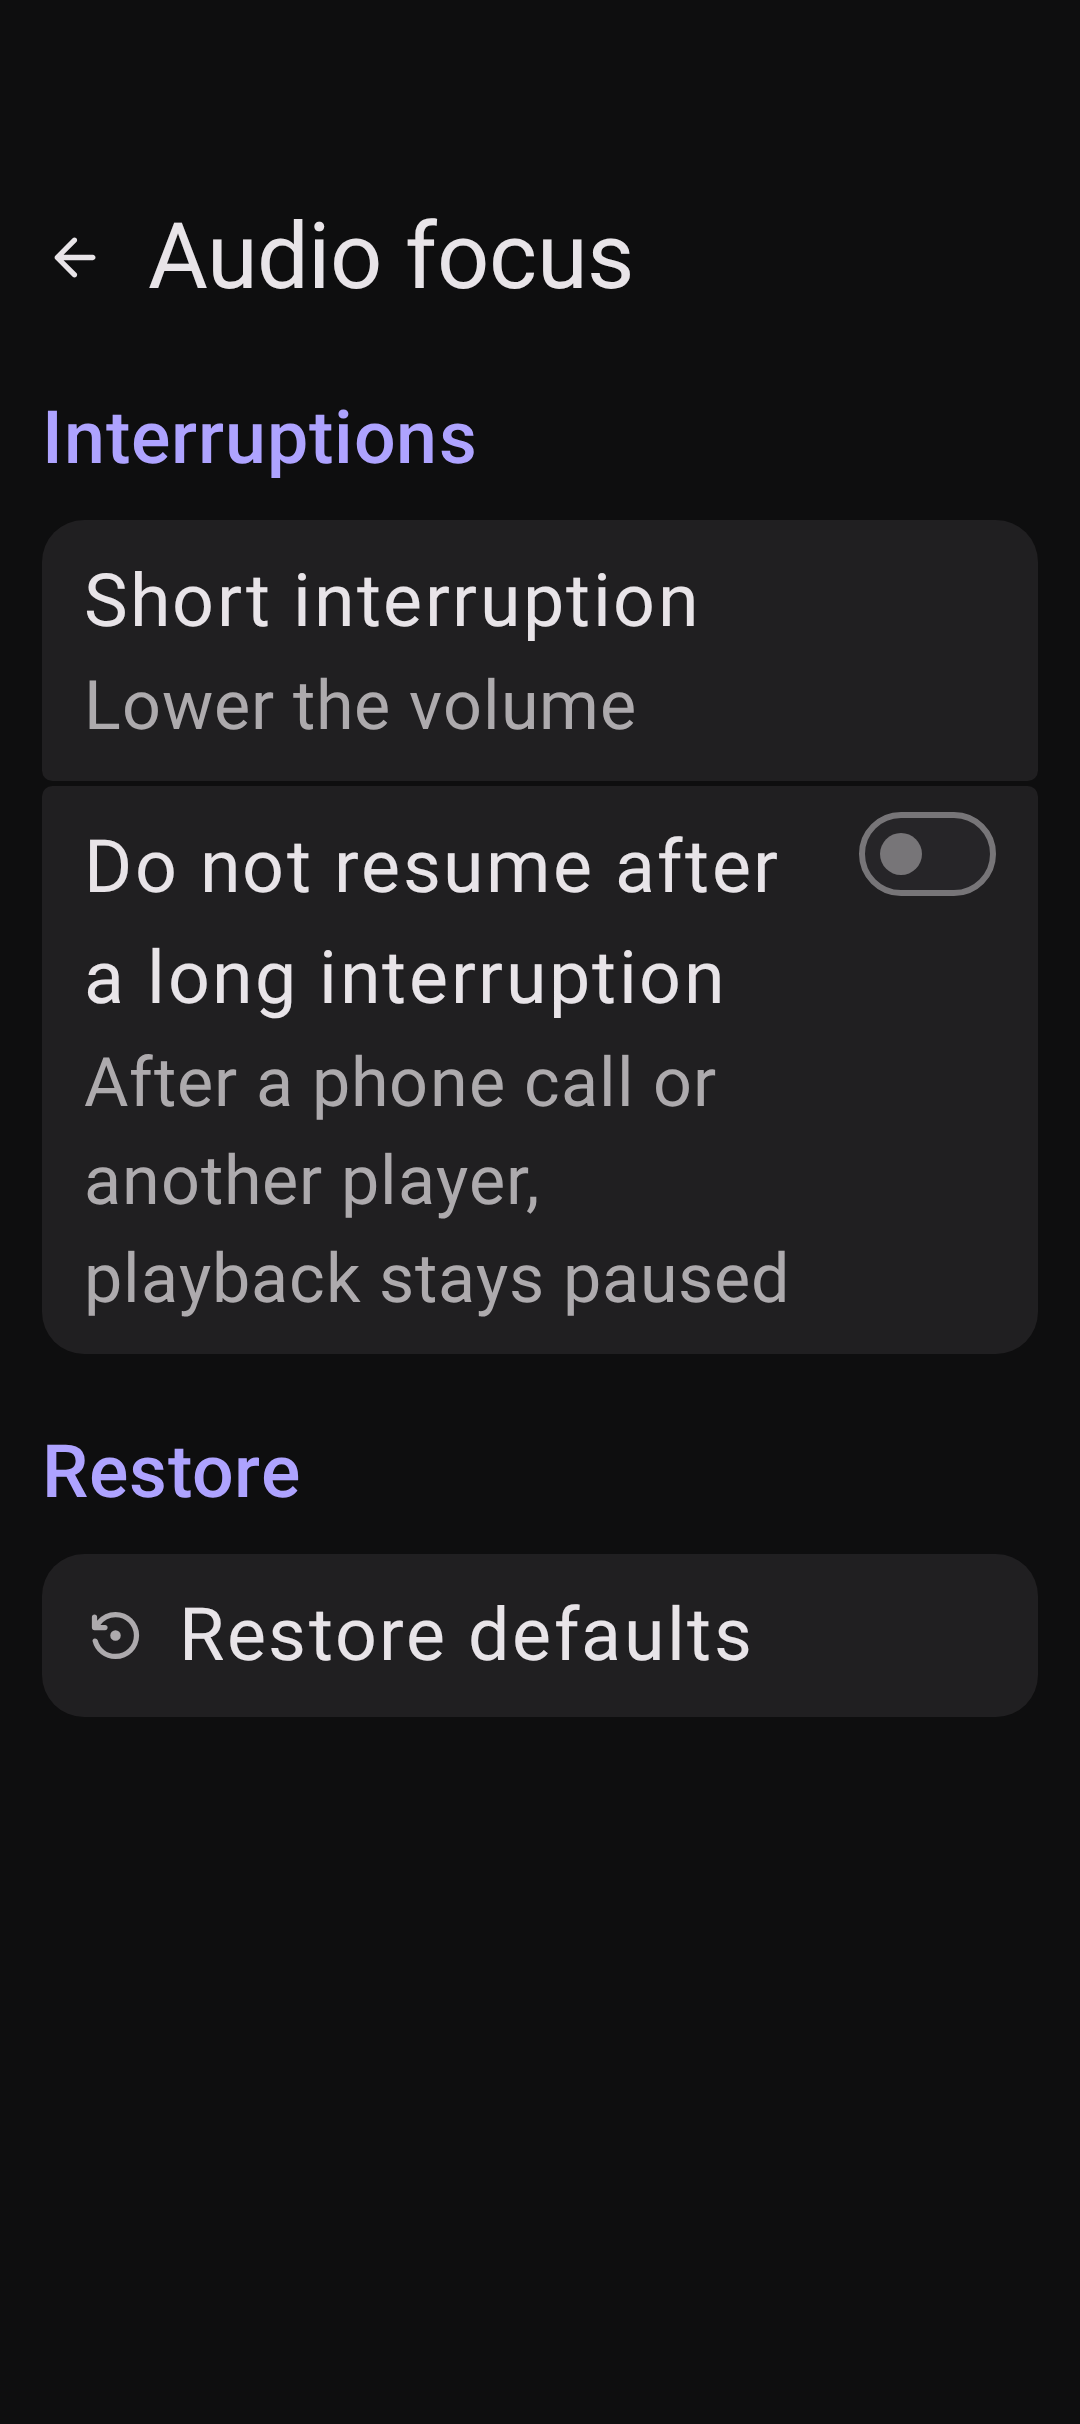 Audio focus
Interruptions
Short interruption
Lower the volume
Do not resume after
a long interruption
After a phone call or
another player,
playback stays paused
Restore
Restore defaults